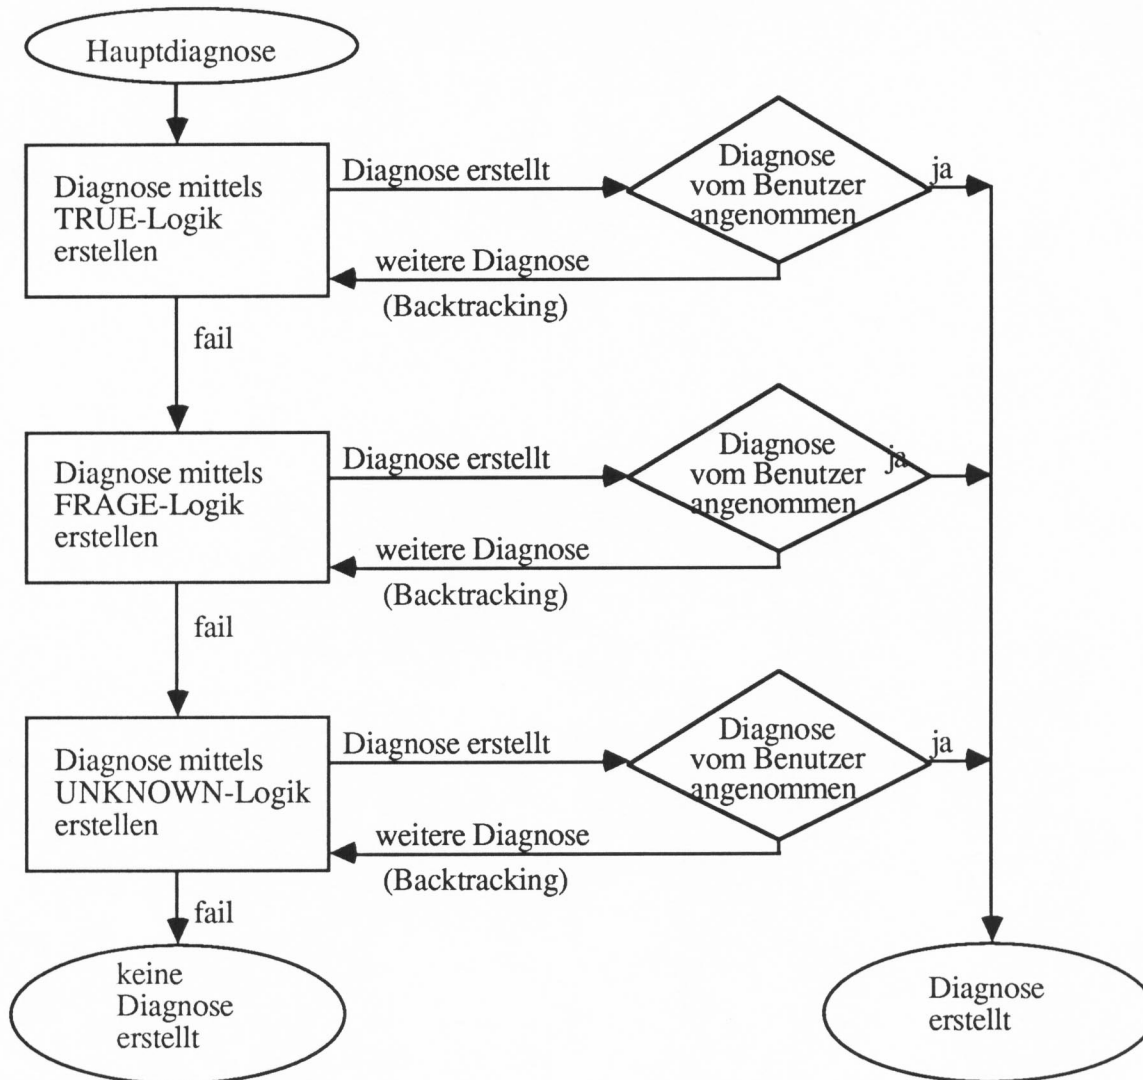 Hauptdiagnose
Diagnose mittels
TRUE-Logik
erstellen
Diagnose erstellt
Diagnose
vom Benutzer
angenommen
ja
weitere Diagnose
(Backtracking)
fail
Diagnose mittels
FRAGE-Logik
erstellen
Diagnose erstellt
Diagnose
vom Benutzer
angenommen
ja
weitere Diagnose
(Backtracking)
fail
Diagnose mittels
UNKNOWN-Logik
erstellen
Diagnose erstellt
Diagnose
vom Benutzer
angenommen
ja
weitere Diagnose
(Backtracking)
fail
keine
Diagnose
erstellt
Diagnose
erstellt